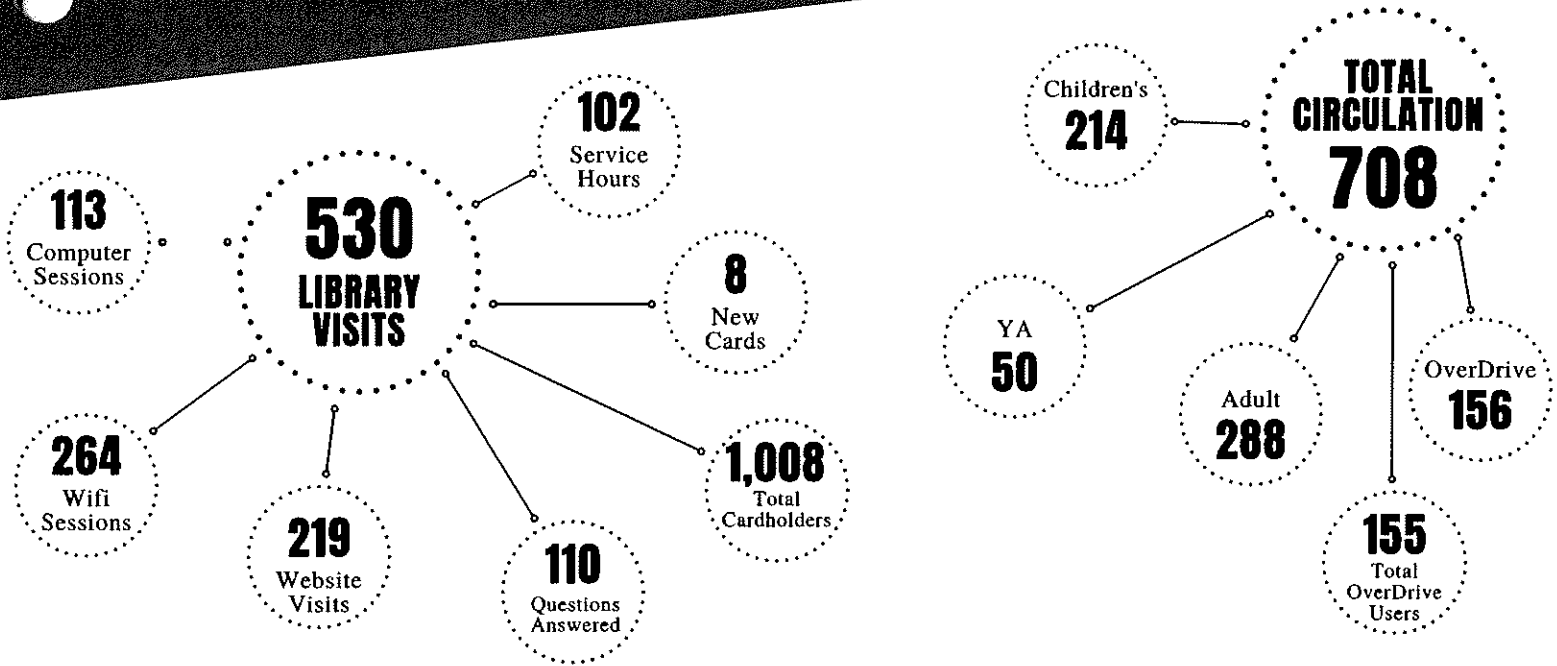 102
Service
Hours
113
Computer
Sessions
530
LIBRARY
VISITS
8
New
Cards
264
Wifi
Sessions
219
Website
Visits
110
Questions
Answered
1,008
Total
Cardholders
TOTAL
CIRCULATION
708
Children's
214
YA
50
Adult
288
OverDrive
156
155
Total
OverDrive
Users